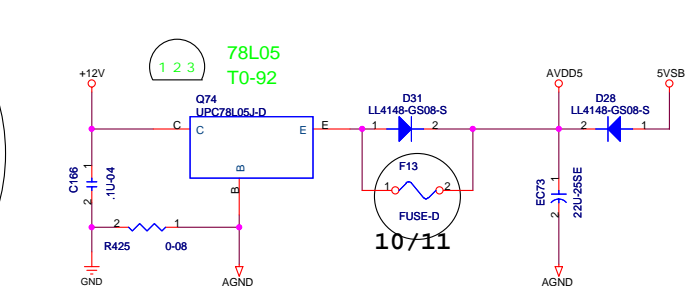 78L05
1 2 3
T0-92
+12V
AVDD5
5VSB
Q74
UPC78L05J-D
D31
LL4148-GS08-S
D28
LL4148-GS08-S
C
C
E
E
1
2
2
1
B
B
F13
1
2
FUSE-D
10/11
C166
1
2
.1U-04
EC73
1
2
22U-25SE
2
1
R425
0-08
GND
AGND
AGND